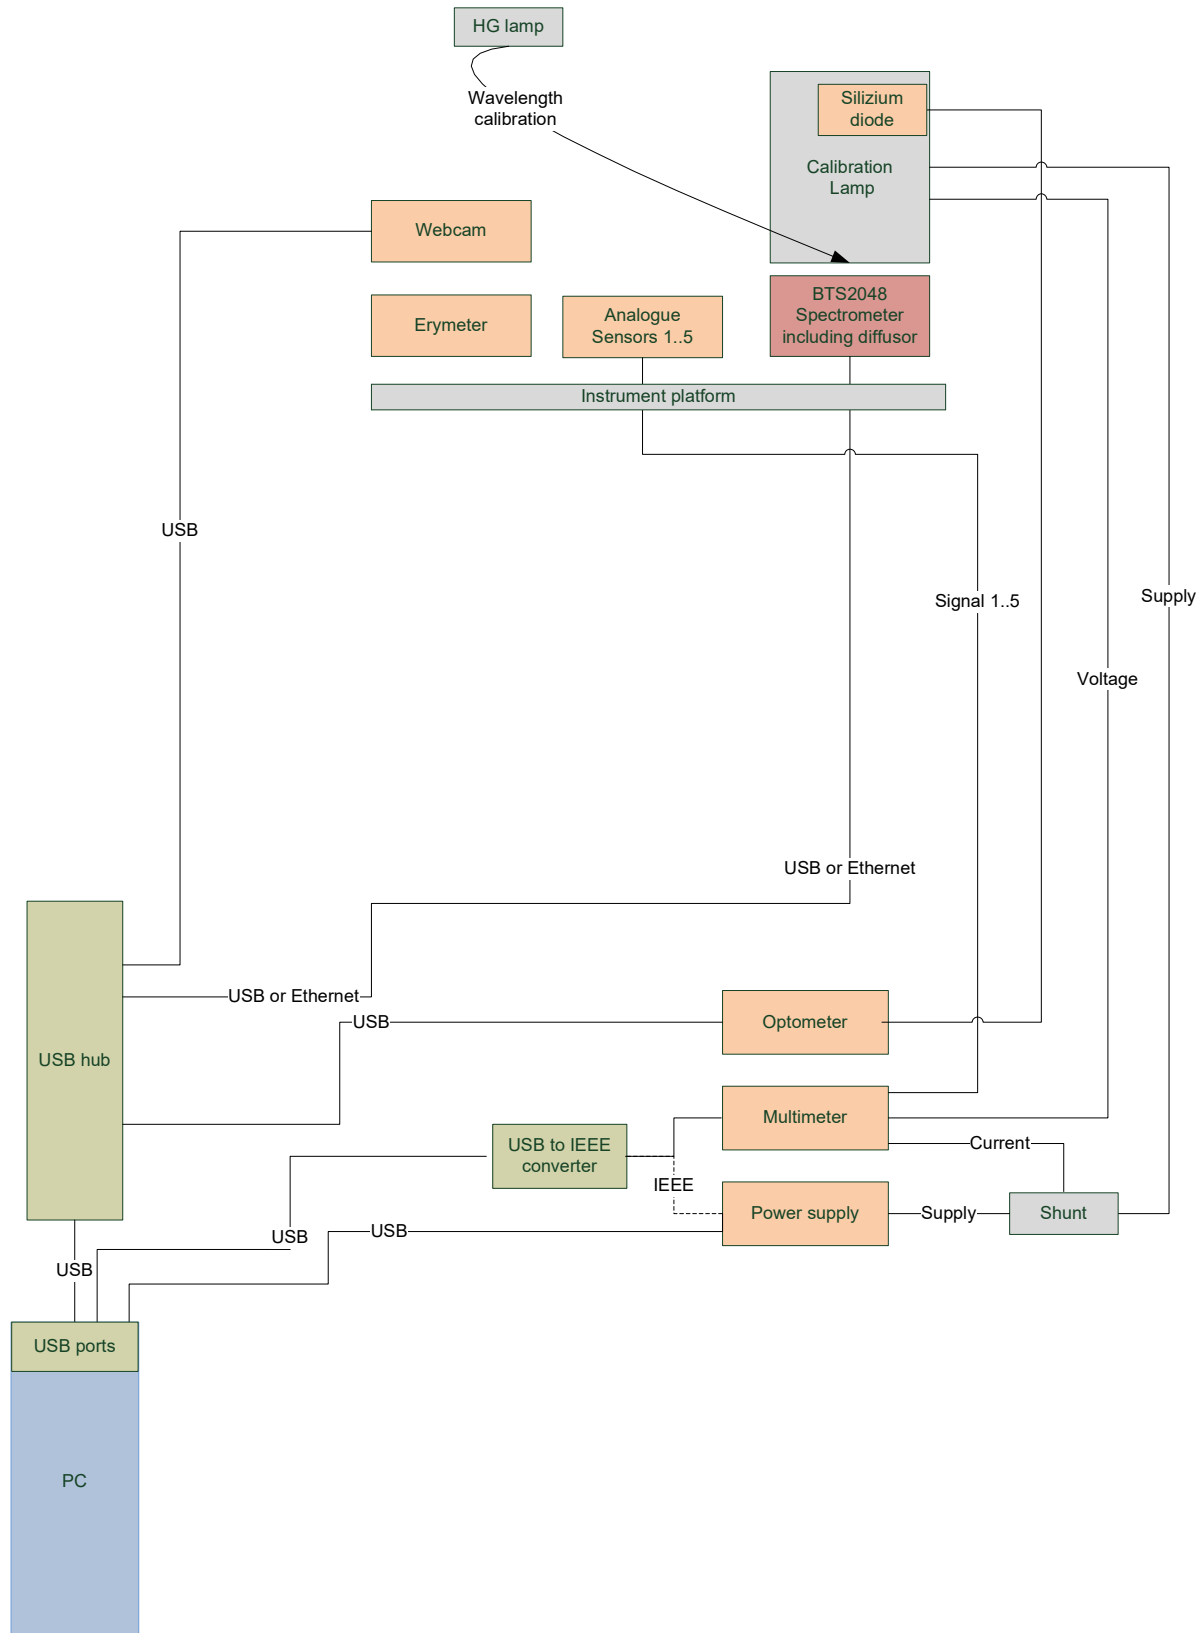 HG lamp
Wavelength
calibration
Silizium
diode
Calibration
Lamp
Webcam
Erymeter
Analogue
Sensors 1..5
BTS2048
Spectrometer
including diffusor
Instrument platform
USB
Signal 1..5
Supply
Voltage
USB or Ethernet
USB or Ethernet
USB
Optometer
USB hub
Multimeter
USB to IEEE
converter
Current
IEEE
Power supply
Supply
Shunt
USB
USB
USB
USB ports
PC